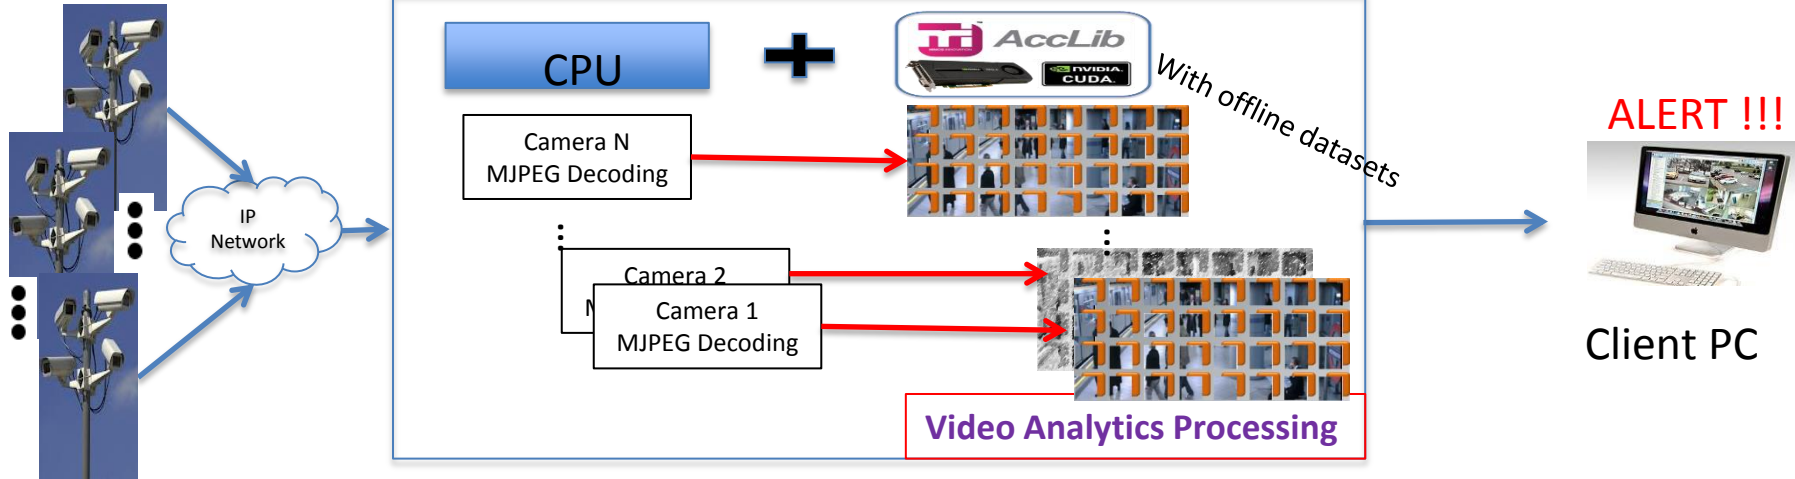 CPU
AccLib
NVIDIA.
CUDA.
With offline datasets
ALERT !!!
Camera N
MJPEG Decoding
IP
Network
Camera 2
M
Camera 1
MJPEG Decoding
Client PC
Video Analytics Processing